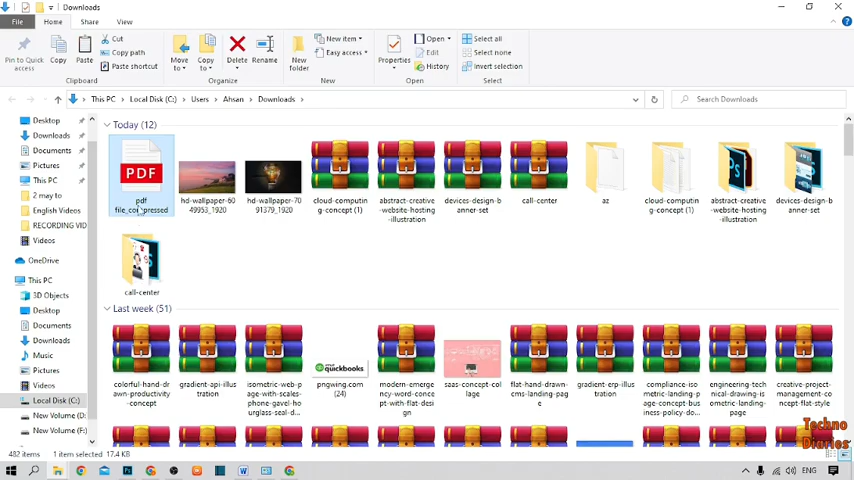 Downloads
File
Home
Share
View
Pin to Quick access
Copy
Paste
Cut
Copy path
Paste shortcut
Clipboard
Move to
Copy to
Delete
Rename
Organize
New folder
New item
Easy access
New
Properties
Open
Edit
History
Open
Select all
Select none
Invert selection
Select
This PC > Local Disk (C:) > Users > Ahsan > Downloads >
Search Downloads
Desktop
Downloads
Documents
Pictures
This PC
2 may to
English Videos
RECORDING VID
Videos
OneDrive
This PC
3D Objects
Desktop
Documents
Downloads
Music
Pictures
Videos
Local Disk (C:)
New Volume (D:
New Volume (F:)
Today (12)
PDF
pdf
file_compressed
hd-wallpaper-60
49953_1920
hd-wallpaper-70
91379_1920
cloud-computin
g-concept (1)
abstract-creative
-website-hosting
-illustration
devices-design-b
anner-set
call-center
az
cloud-computin
g-concept (1)
abstract-creative
-website-hosting
-illustration
devices-design-b
anner-set
call-center
Last week (51)
colorful-hand-dr
awn-productivity
-concept
gradient-api-illus
tration
isometric-web-p
age-with-scales-
phone-gavel-ho
urglass-seal-d...
quickbooks
pngwing.com
(24)
modern-emerge
ncy-word-concep
t-with-flat-desig
n
saas-concept-col
lage
flat-hand-drawn-
cms-landing-pag
e
gradient-erp-illus
tration
compliance-iso
metric-landing-p
age-concept-bus
iness-policy-do...
engineering-tech
nical-drawing-is
ometric-landing-
page
creative-project-
management-co
ncept-flat-style
Techno
Diaries
482 items
1 item selected 17.4 KB
ENG